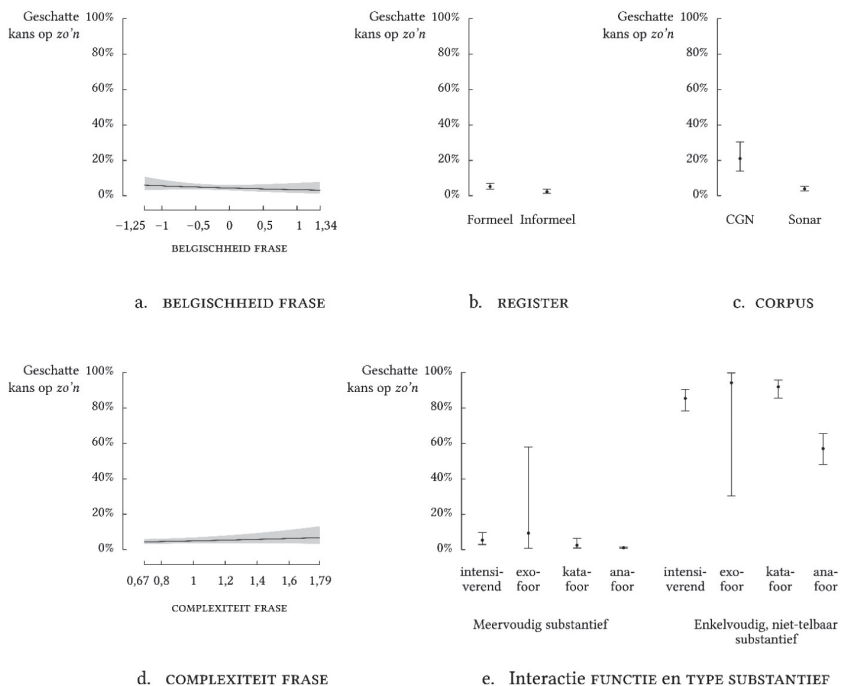 Geschatte
kans op zo'n
100%
80%
60%
40%
20%
0%
−1,25 −1 −0,5 0 0,5 1 1,34
BELGISCHHEID FRASE
a. BELGISCHHEID FRASE
Geschatte
kans op zo'n
100%
80%
60%
40%
20%
0%
Formeel Informeel
b. REGISTER
Geschatte
kans op zo'n
100%
80%
60%
40%
20%
0%
CGN Sonar
c. CORPUS
Geschatte
kans op zo'n
100%
80%
60%
40%
20%
0%
0,67 0,8 1 1,2 1,4 1,6 1,79
COMPLEXITEIT FRASE
d. COMPLEXITEIT FRASE
Geschatte
kans op zo'n
100%
80%
60%
40%
20%
0%
intensi-
verend
exo-
foor
kata-
foor
ana-
foor
Meervoudig substantief
intensi-
verend
exo-
foor
kata-
foor
ana-
foor
Enkelvoudig, niet-telbaar
substantief
e. Interactie FUNCTIE en TYPE SUBSTANTIEF